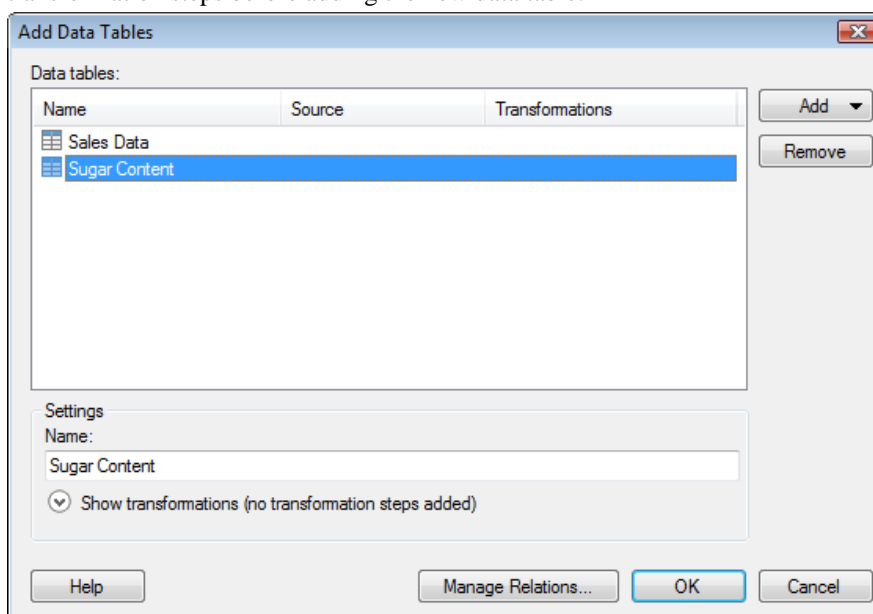 Add Data Tables
Data tables:
Name Source Transformations
Add
Sales Data
Remove
Sugar Content
Settings
Name:
Sugar Content
Show transformations (no transformation steps added)
Help Manage Relations... OK Cancel